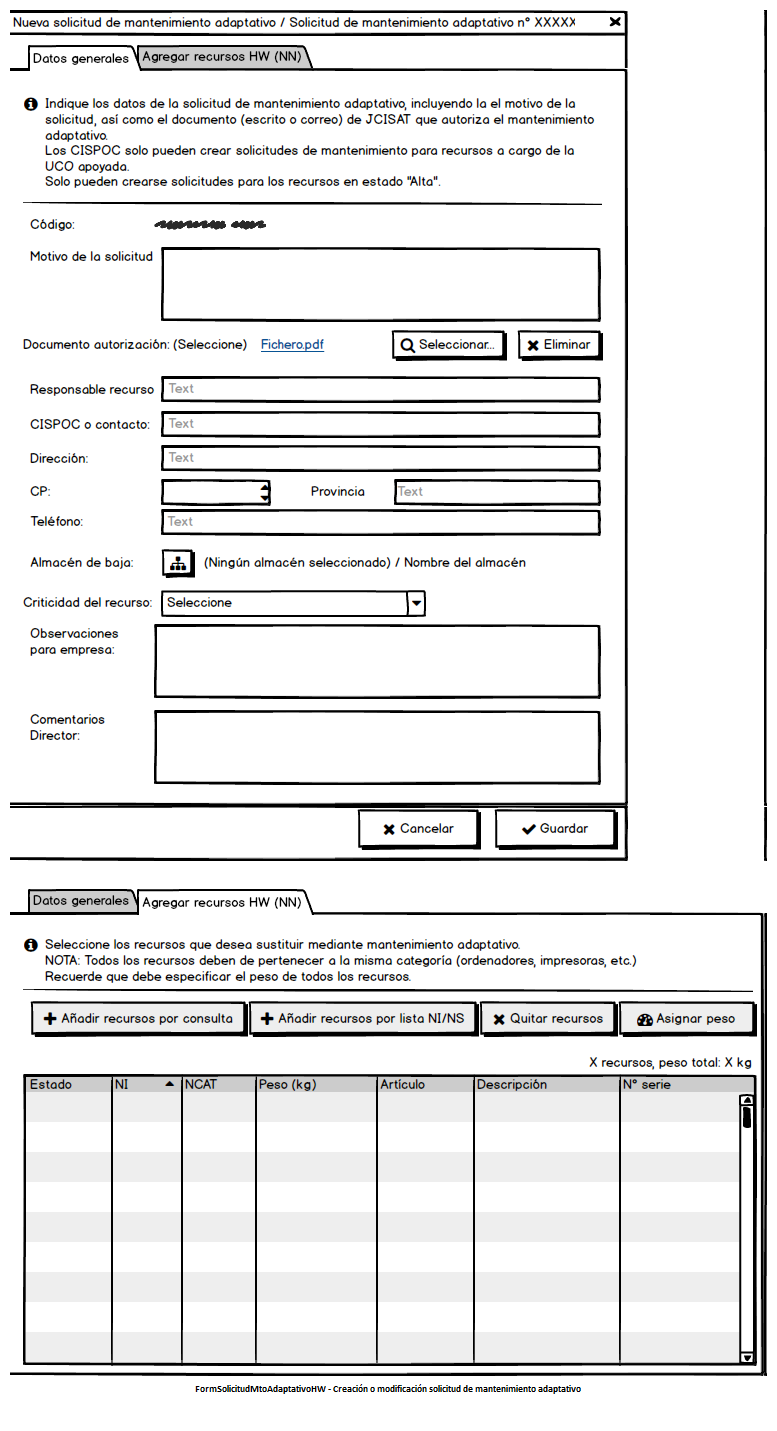 Nueva solicitud de mantenimiento adaptativo / Solicitud de mantenimiento adaptativo n° XXXXX
Datos generales
Agregar recursos HW (NN)
Indique los datos de la solicitud de mantenimiento adaptativo, incluyendo la el motivo de la
solicitud, así como el documento (escrito o correo) de JCISAT que autoriza el mantenimiento
adaptativo.
Los CISPOC solo pueden crear solicitudes de mantenimiento para recursos a cargo de la
UCO apoyada.
Solo pueden crearse solicitudes para los recursos en estado "Alta".
Código:
Motivo de la solicitud
Documento autorización: (Seleccione) Fichero.pdf Seleccionar... Eliminar
Responsable recurso Text
CISPOC o contacto: Text
Dirección: Text
CP: Provincia Text
Teléfono: Text
Almacén de baja: (Ningún almacén seleccionado) / Nombre del almacén
Criticidad del recurso: Seleccione
Observaciones
para empresa:
Comentarios
Director:
Cancelar Guardar
Datos generales
Agregar recursos HW (NN)
Seleccione los recursos que desea sustituir mediante mantenimiento adaptativo.
NOTA: Todos los recursos deben de pertenecer a la misma categoría (ordenadores, impresoras, etc.)
Recuerde que debe especificar el peso de todos los recursos.
Añadir recursos por consulta Añadir recursos por lista NI/NS Quitar recursos Asignar peso
X recursos, peso total: X kg
Estado NI NCAT Peso (kg) Artículo Descripción N° serie
FormSolicitudMtoAdaptativoHW - Creación o modificación solicitud de mantenimiento adaptativo